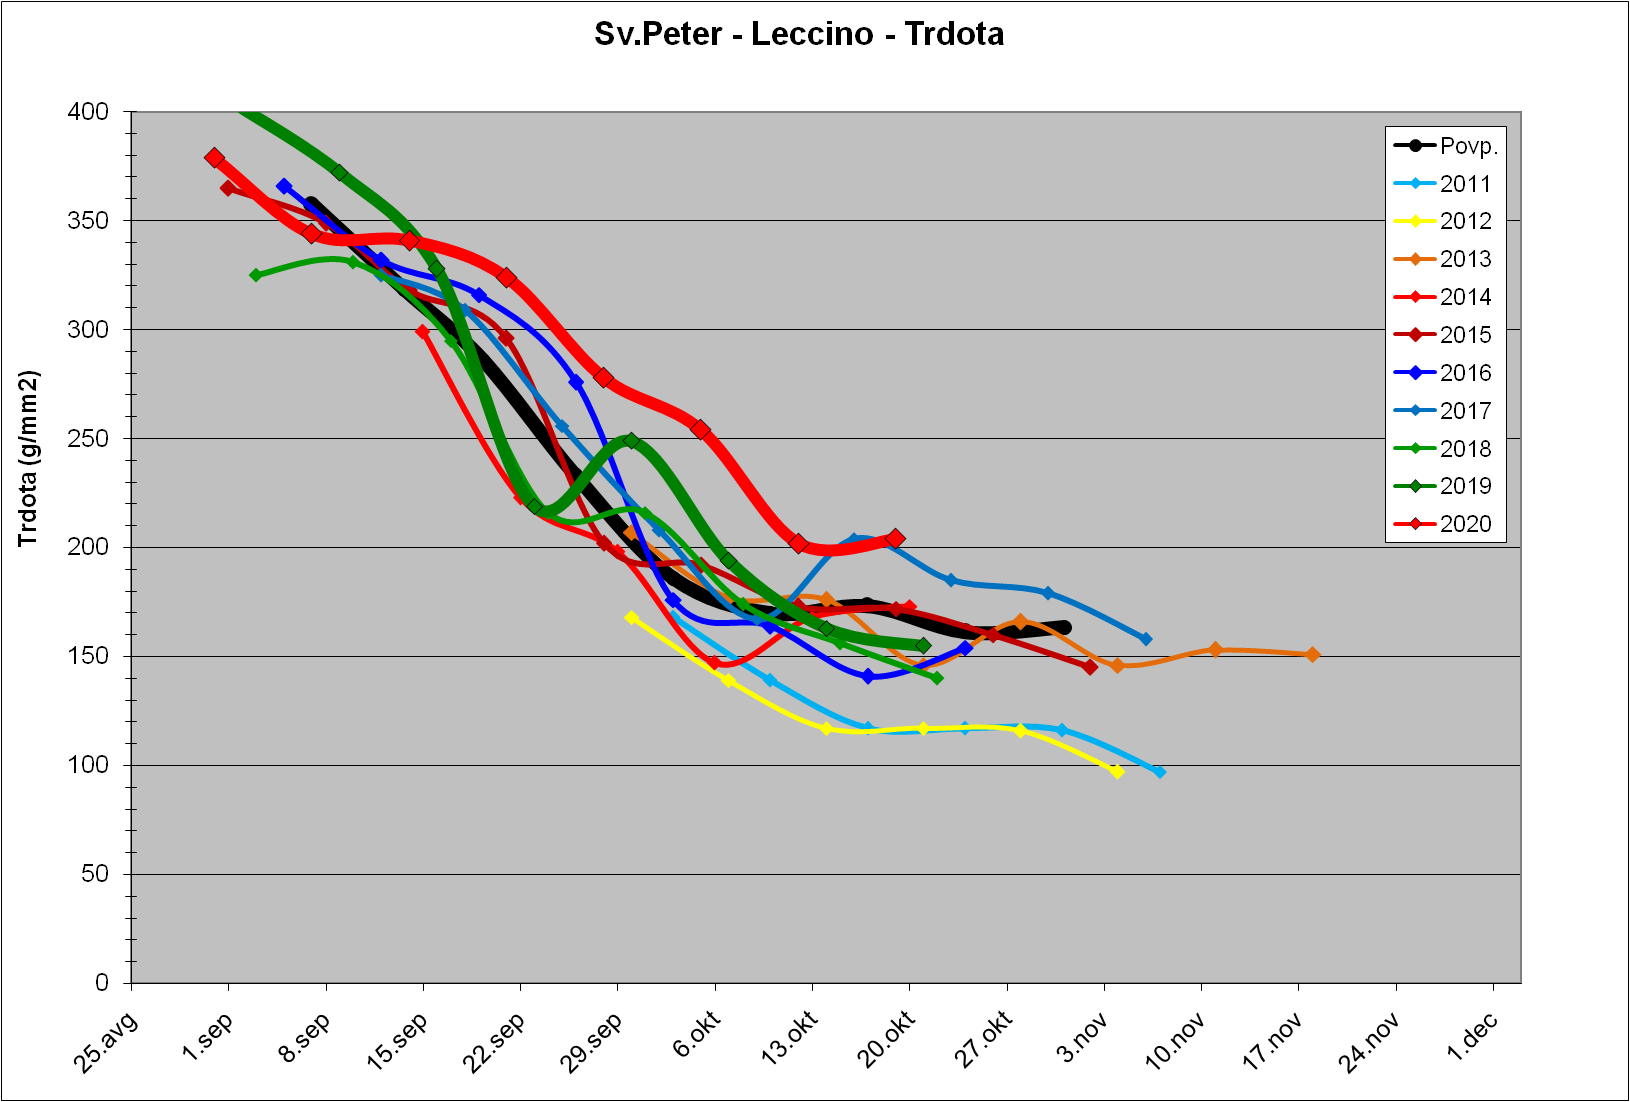 Sv.Peter - Leccino - Trdota
Trdota (g/mm2)
400
350
300
250
200
150
100
50
0
25.avg
1.sep
8.sep
15.sep
22.sep
29.sep
6.okt
13.okt
20.okt
27.okt
3.nov
10.nov
17.nov
24.nov
1.dec
Povp.
2011
2012
2013
2014
2015
2016
2017
2018
2019
2020